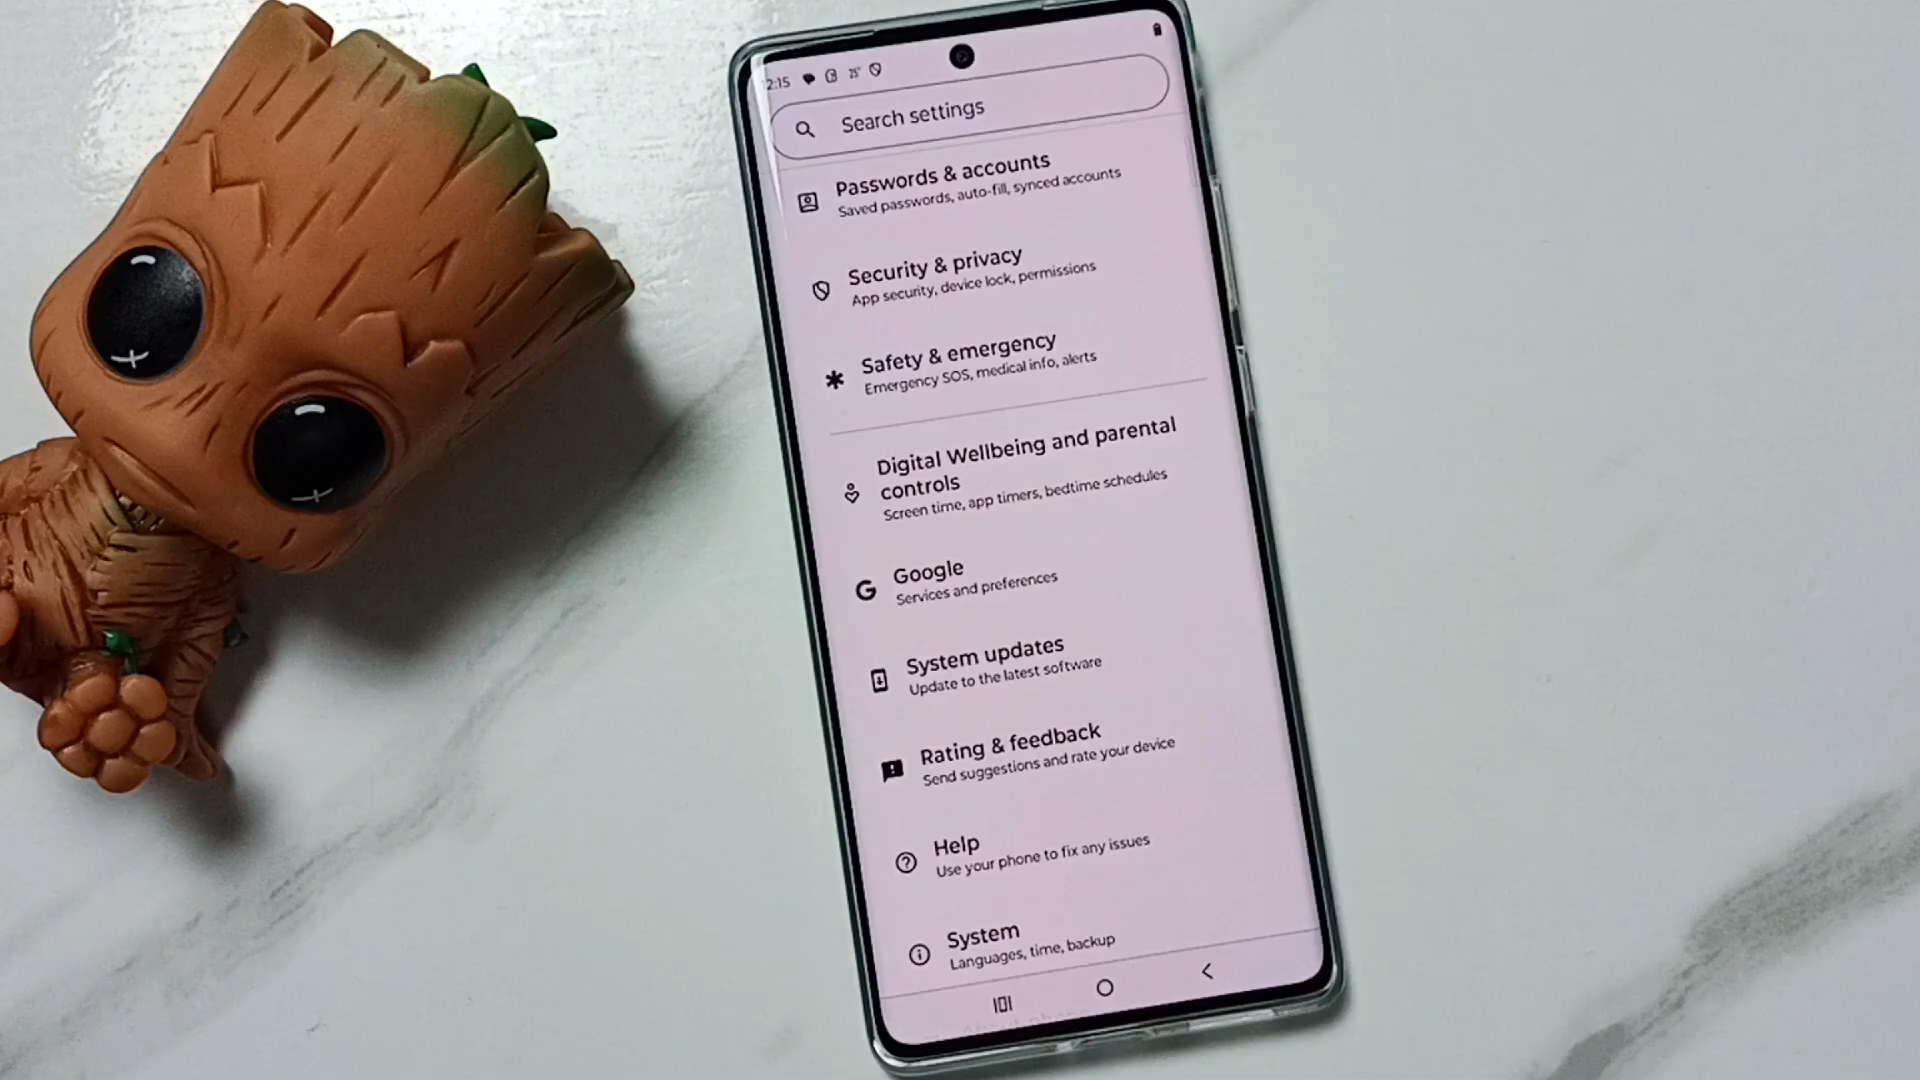 2:15
25°
Search settings
Passwords & accounts
Saved passwords, auto-fill, synced accounts
Security & privacy
App security, device lock, permissions
Safety & emergency
Emergency SOS, medical info, alerts
Digital Wellbeing and parental
controls
Screen time, app timers, bedtime schedules
Google
Services and preferences
System updates
Update to the latest software
Rating & feedback
Send suggestions and rate your device
Help
Use your phone to fix any issues
System
Languages, time, backup
About phone